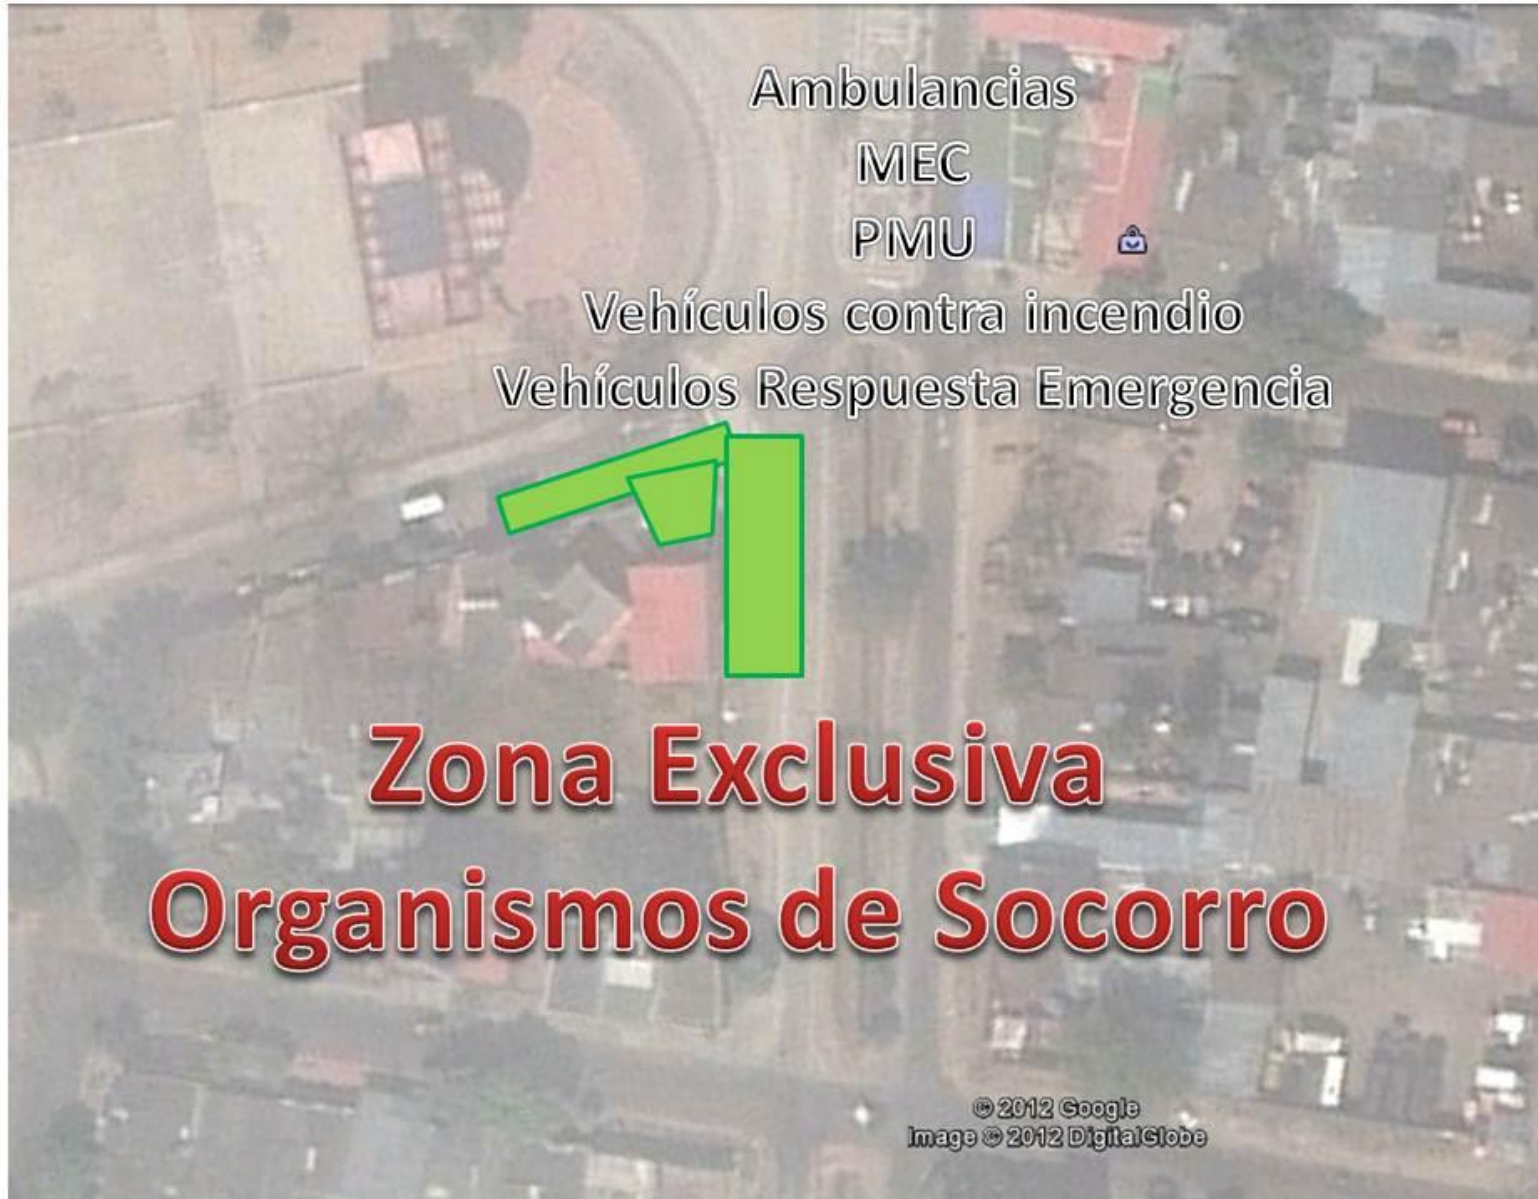 Ambulancias
MEC
PMU
Vehículos contra incendio
Vehículos Respuesta Emergencia
Zona Exclusiva
Organismos de Socorro
© 2012 Google
Image © 2012 DigitalGlobe